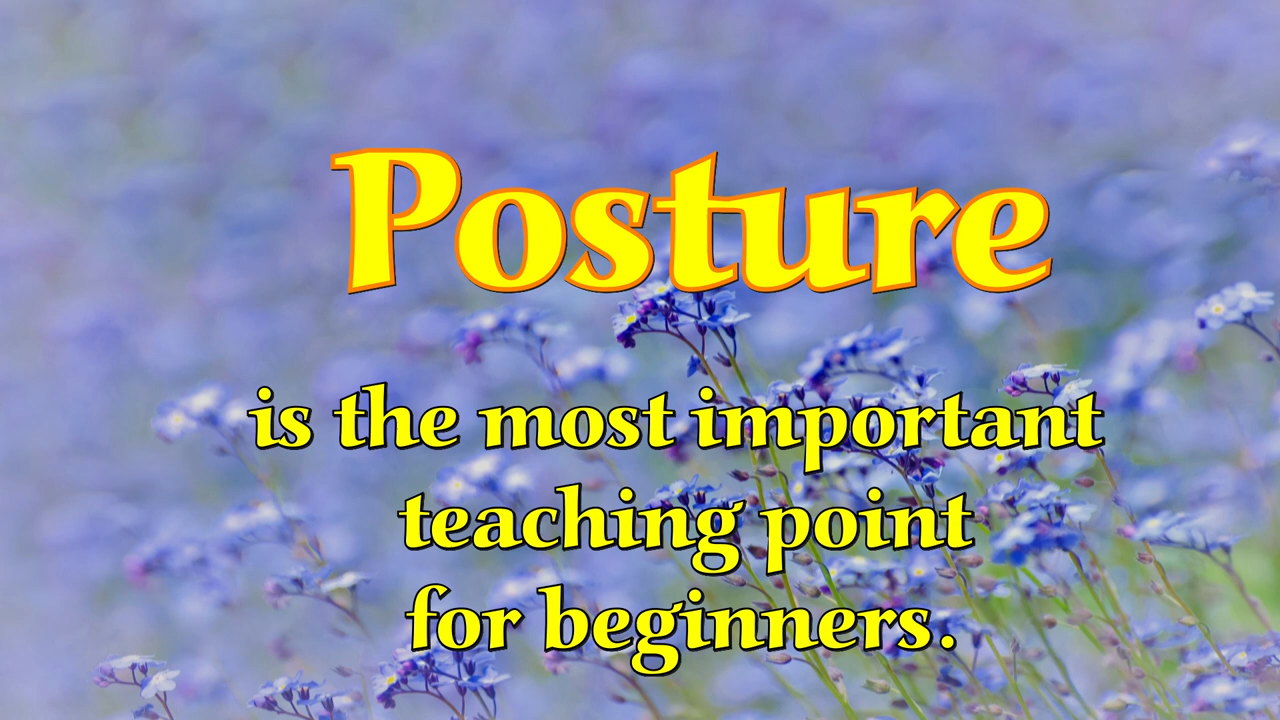 Posture
is the most important
teaching point
for beginners.